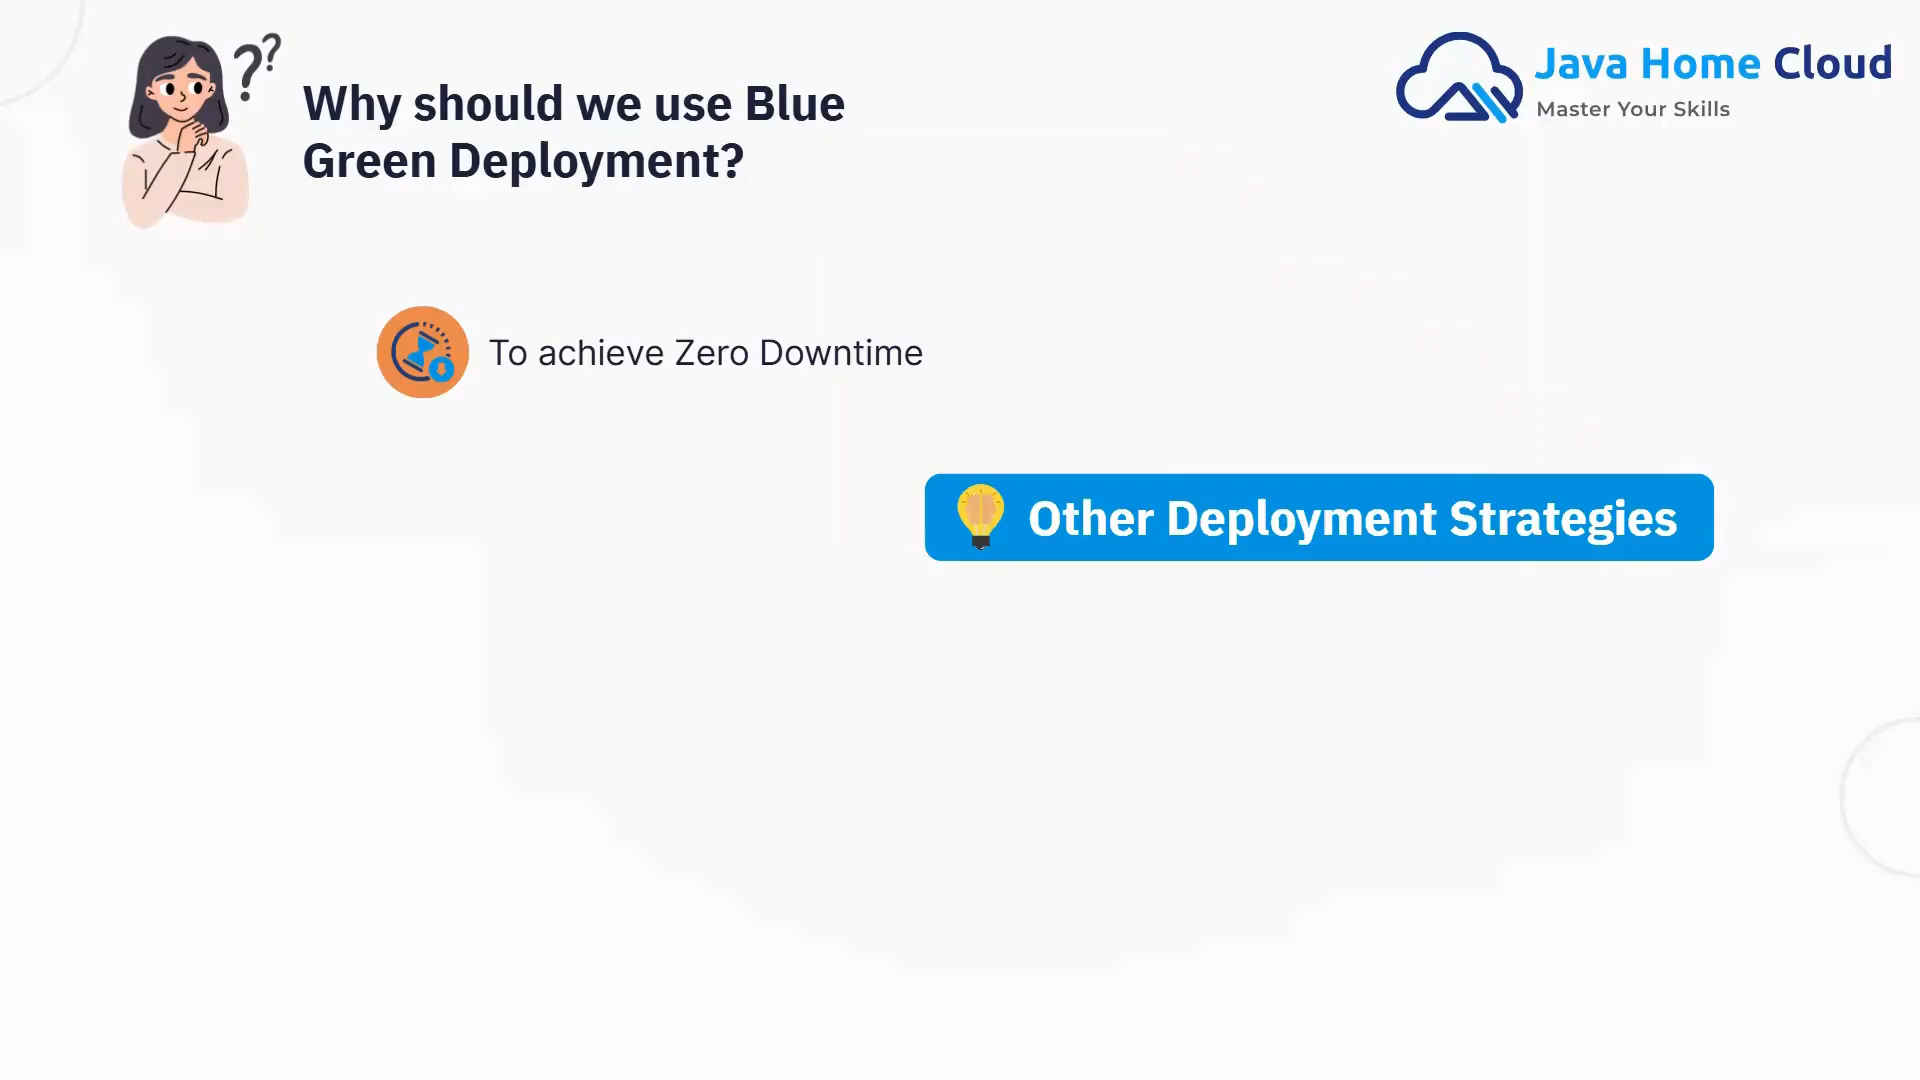 Why should we use Blue
Green Deployment?
??
Java Home Cloud
Master Your Skills
To achieve Zero Downtime
Other Deployment Strategies